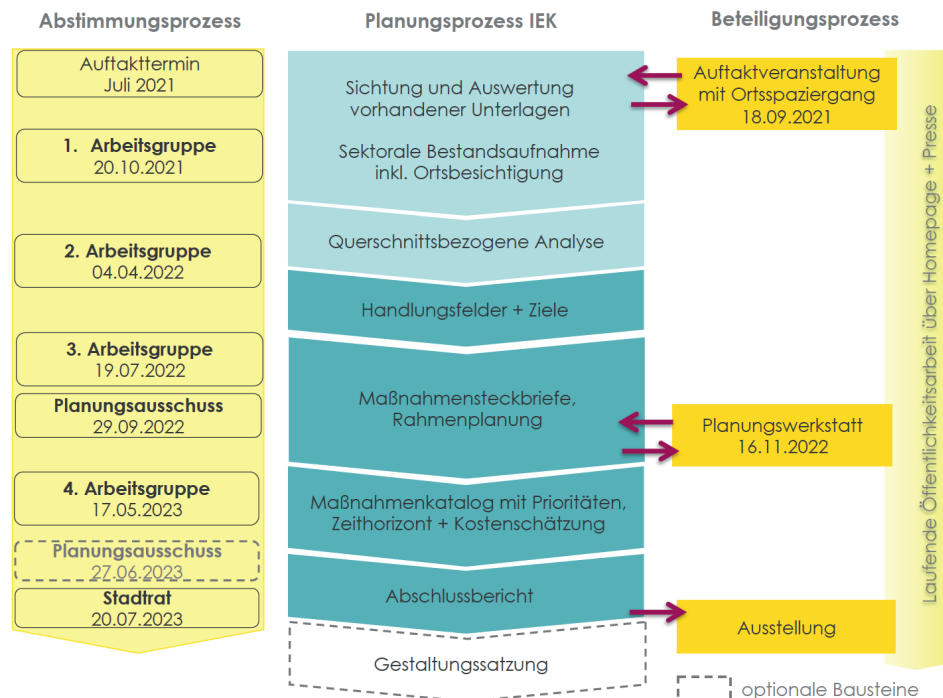 Abstimmungsprozess
Auftakttermin
Juli 2021
1. Arbeitsgruppe
20.10.2021
2. Arbeitsgruppe
04.04.2022
3. Arbeitsgruppe
19.07.2022
Planungsausschuss
29.09.2022
4. Arbeitsgruppe
17.05.2023
Planungsausschuss
27.06.2023
Stadtrat
20.07.2023
Planungsprozess IEK
Sichtung und Auswertung
vorhandener Unterlagen
Sektorale Bestandsaufnahme
inkl. Ortsbesichtigung
Querschnittsbezogene Analyse
Handlungsfelder + Ziele
Maßnahmensteckbriefe,
Rahmenplanung
Maßnahmenkatalog mit Prioritäten,
Zeithorizont + Kostenschätzung
Abschlussbericht
Gestaltungssatzung
Beteiligungsprozess
Auftaktveranstaltung
mit Ortsspaziergang
18.09.2021
Planungswerkstatt
16.11.2022
Ausstellung
Laufende Öffentlichkeitsarbeit über Homepage + Presse
optionale Bausteine